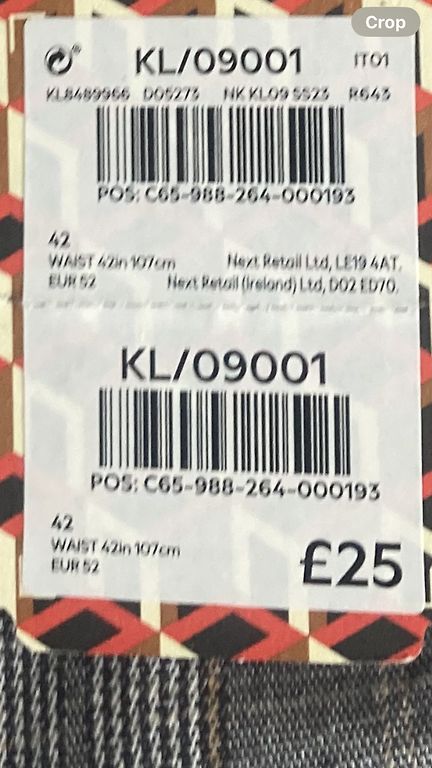 Crop
KL/09001 IT01
KL8489966 D05273 NK KL09 SS23 R643
POS: C65-988-264-000193
42
WAIST 42in 107cm Next Retail Ltd, LE19 4AT.
EUR 52 Next Retail (Ireland) Ltd, D02 ED70.
KL/09001
POS: C65-988-264-000193
42
WAIST 42in 107cm
EUR 52
£25